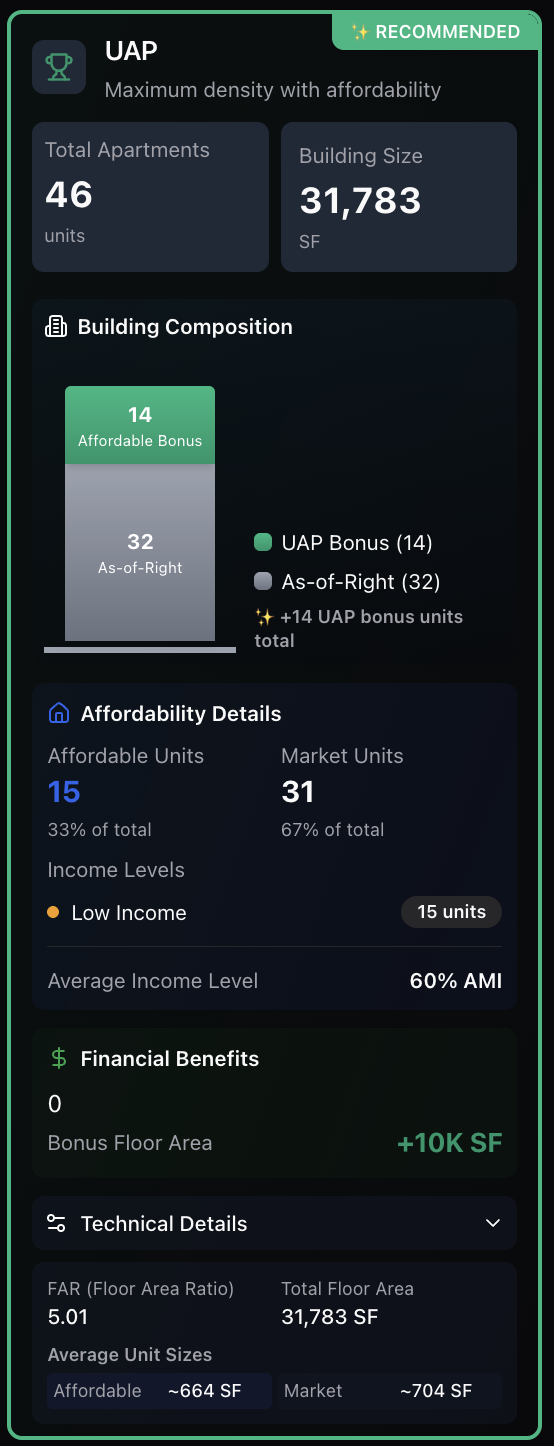 ✨ RECOMMENDED
UAP
Maximum density with affordability
Total Apartments
46
units
Building Size
31,783
SF
Building Composition
14
Affordable Bonus
32
As-of-Right
UAP Bonus (14)
As-of-Right (32)
✨ +14 UAP bonus units
total
Affordability Details
Affordable Units
15
33% of total
Market Units
31
67% of total
Income Levels
Low Income 15 units
Average Income Level 60% AMI
Financial Benefits
0
Bonus Floor Area +10K SF
Technical Details
FAR (Floor Area Ratio)
5.01
Total Floor Area
31,783 SF
Average Unit Sizes
Affordable ~664 SF
Market ~704 SF